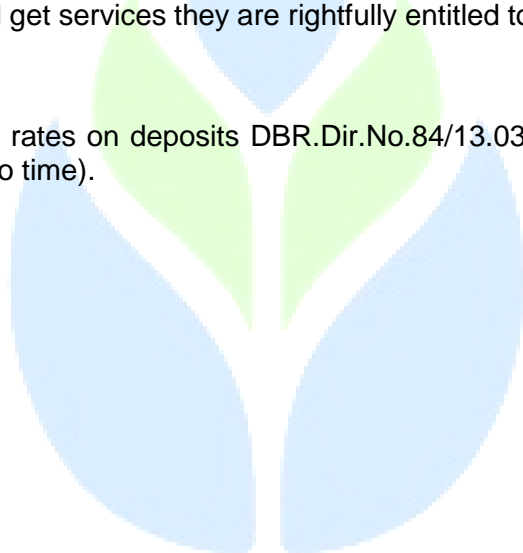 get services they are rightfully entitled to
rates on deposits DBR.Dir.No.84/13.03
o time).